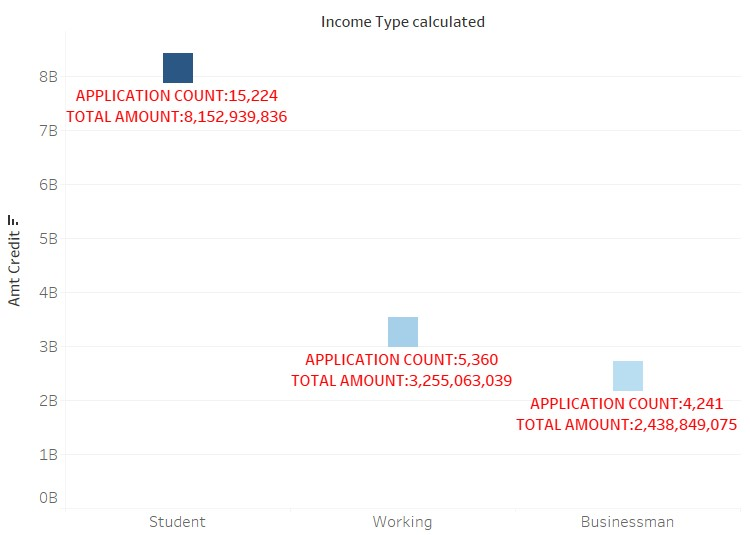 Income Type calculated
8B
APPLICATION COUNT:15,224
TOTAL AMOUNT:8,152,939,836
7B
6B
5B
Amt Credit
4B
3B
APPLICATION COUNT:5,360
TOTAL AMOUNT:3,255,063,039
2B
APPLICATION COUNT:4,241
TOTAL AMOUNT:2,438,849,075
1B
0B
Student
Working
Businessman